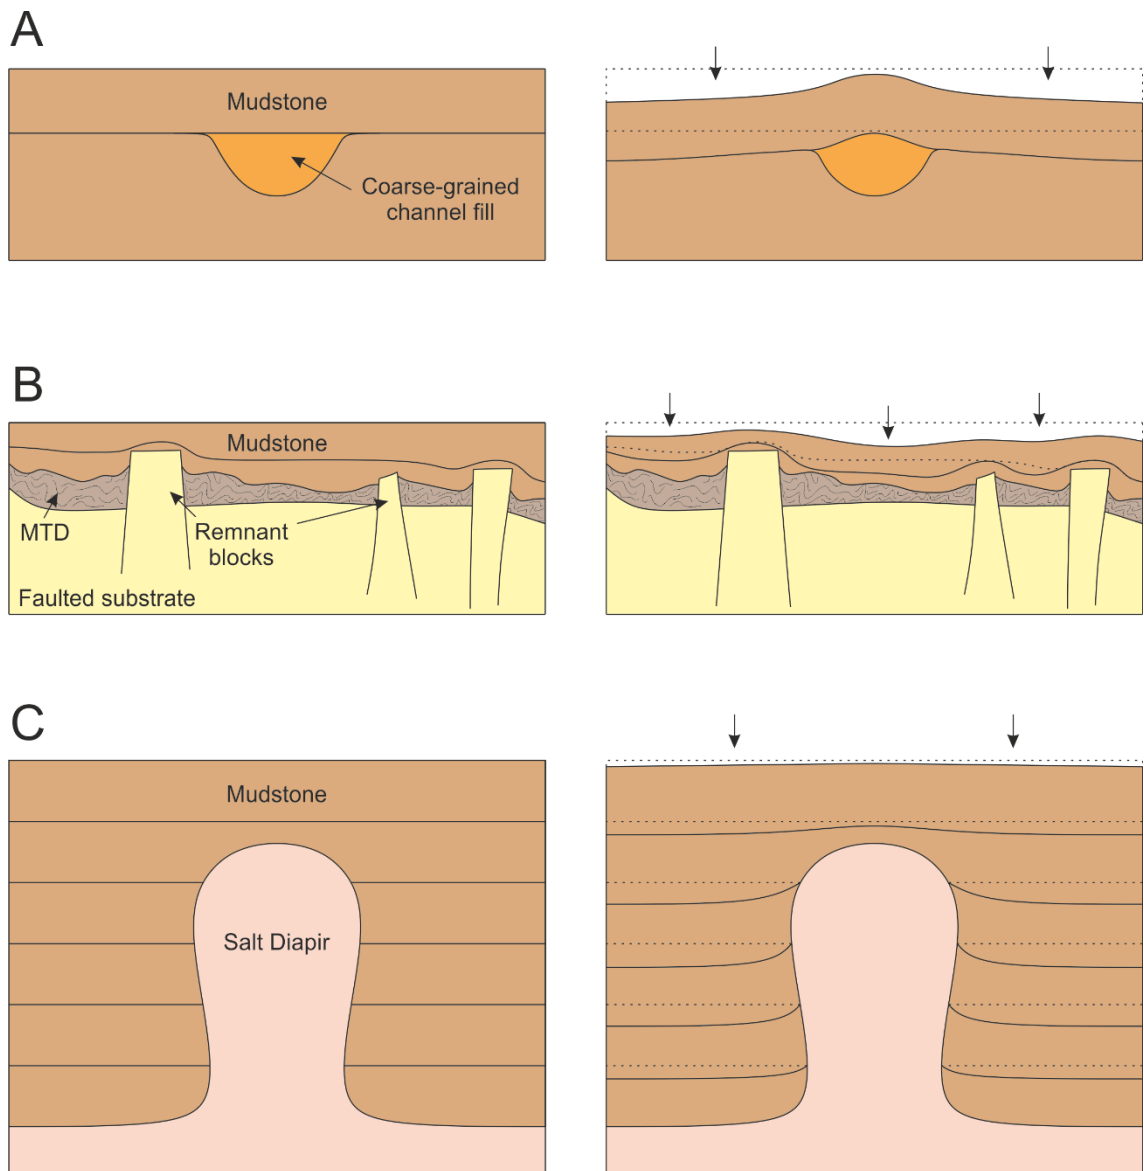 A
Mudstone
Coarse-grained
channel fill
B
Mudstone
MTD
Remnant
blocks
Faulted substrate
C
Mudstone
Salt Diapir